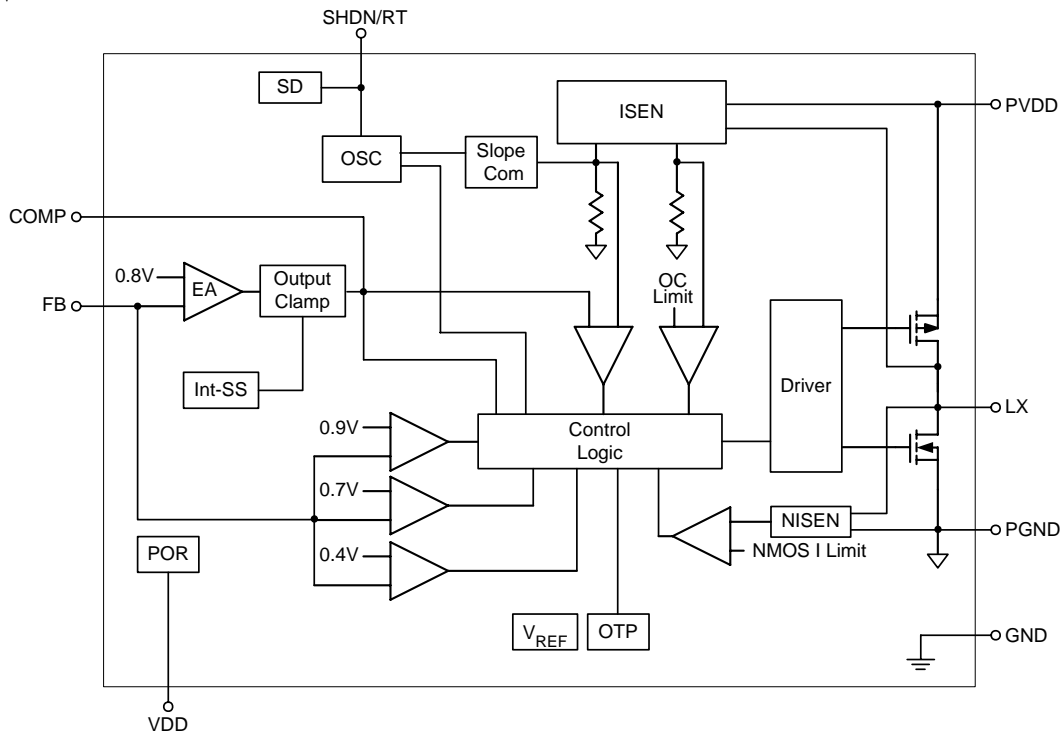 SHDN/RT
SD
ISEN
PVDD
OSC
Slope
Com
COMP
0.8V
EA
Output
Clamp
OC
Limit
FB
Int-SS
Driver
LX
0.9V
Control
Logic
0.7V
NISEN
PGND
POR
0.4V
NMOS I Limit
VREF
OTP
GND
VDD